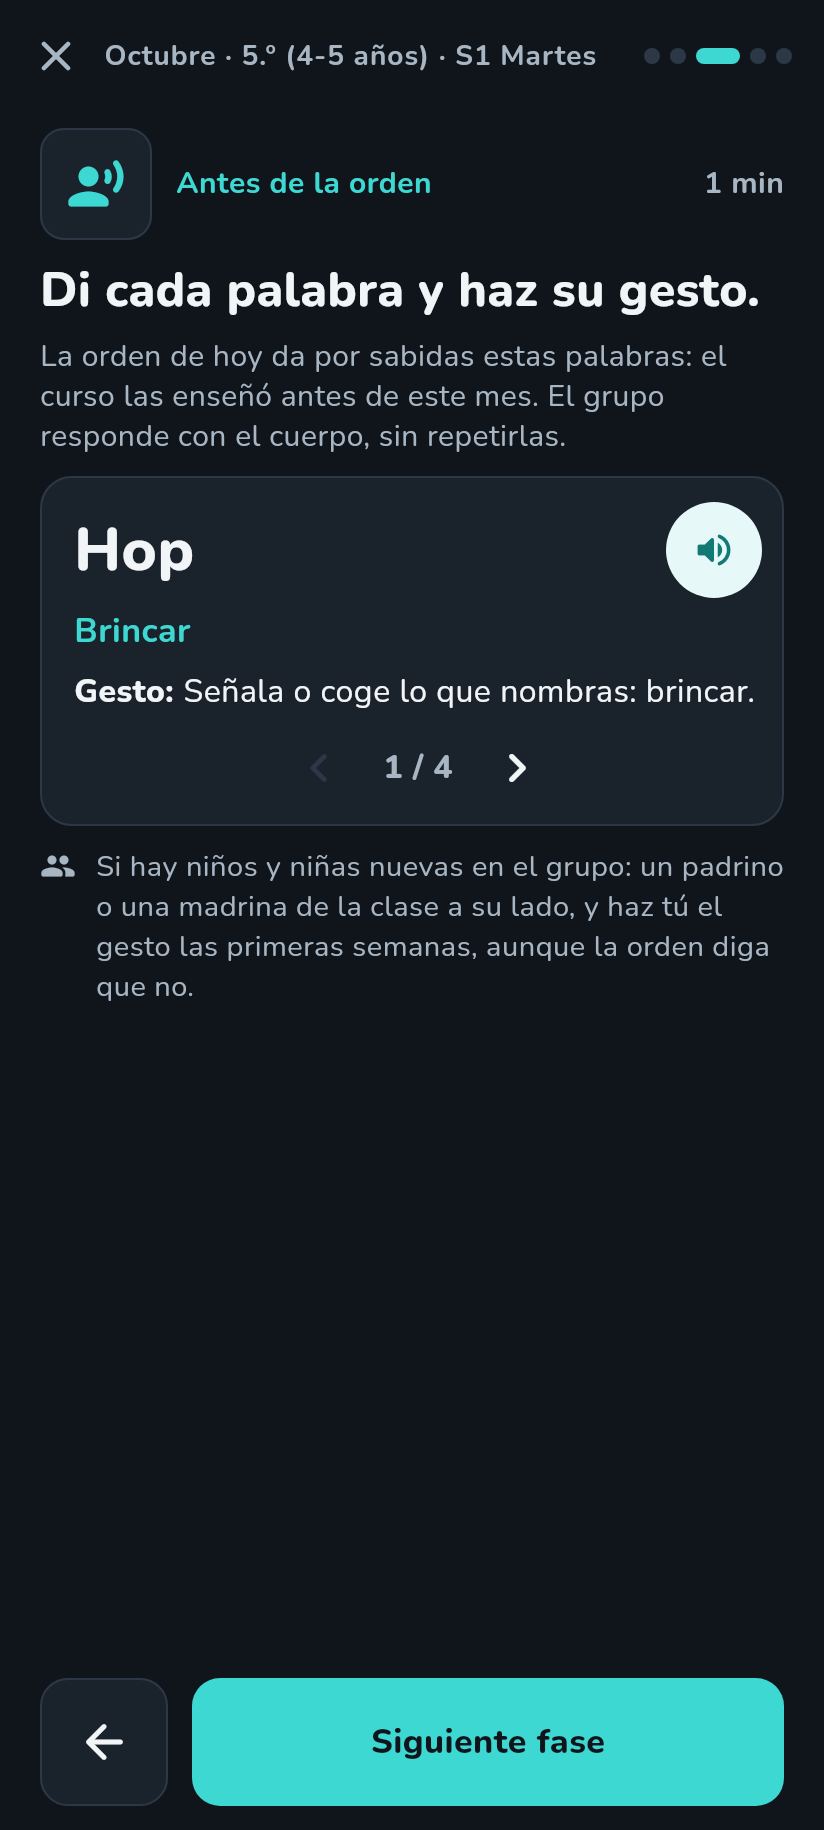 Octubre · 5.º (4-5 años) · S1 Martes
Antes de la orden
1 min
Di cada palabra y haz su gesto.
La orden de hoy da por sabidas estas palabras: el
curso las enseñó antes de este mes. El grupo
responde con el cuerpo, sin repetirlas.
Hop
Brincar
Gesto: Señala o coge lo que nombras: brincar.
1 / 4
Si hay niños y niñas nuevas en el grupo: un padrino
o una madrina de la clase a su lado, y haz tú el
gesto las primeras semanas, aunque la orden diga
que no.
Siguiente fase